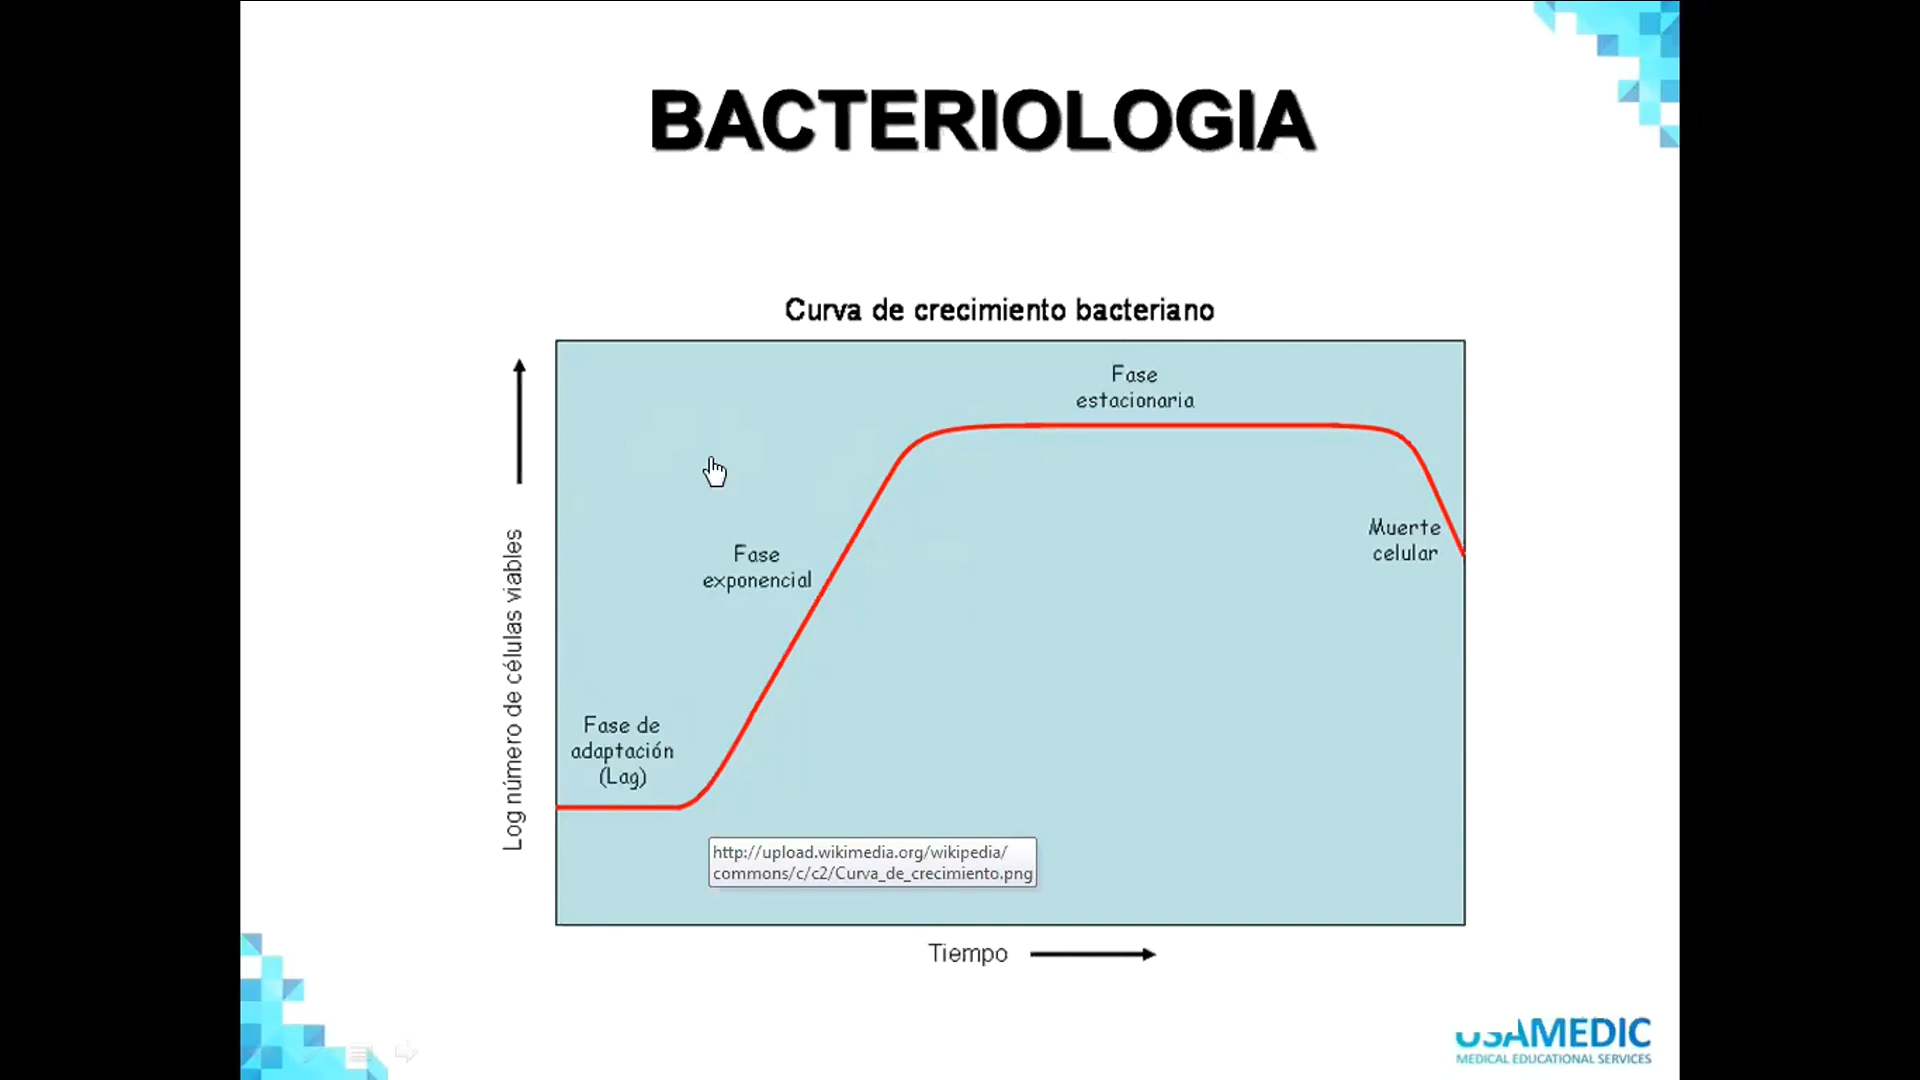 BACTERIOLOGIA
Curva de crecimiento bacteriano
Fase
estacionaria
Muerte
celular
Fase
exponencial
Fase de
adaptación
(Lag)
Log número de células viables
http://upload.wikimedia.org/wikipedia/
commons/c/c2/Curva_de_crecimiento.png
Tiempo
USAMEDIC
MEDICAL EDUCATIONAL SERVICES